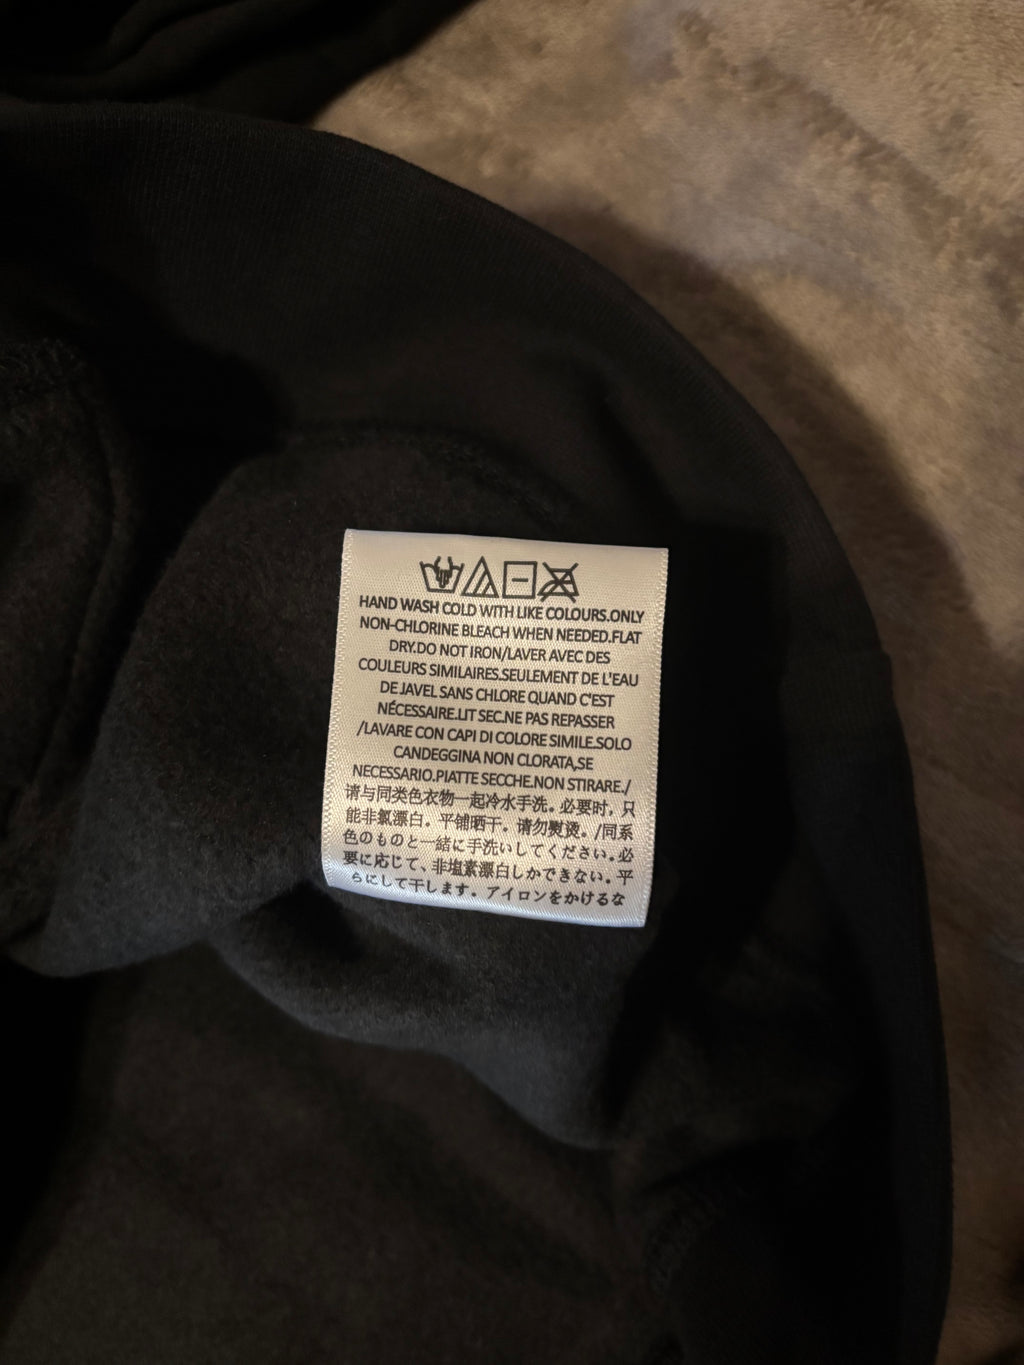 HAND WASH COLD WITH LIKE COLOURS.ONLY
NON-CHLORINE BLEACH WHEN NEEDED.FLAT
DRY.DO NOT IRON/LAVER AVEC DES
COULEURS SIMILAIRES.SEULEMENT DE L'EAU
DE JAVEL SANS CHLORE QUAND C'EST
NÉCESSAIRE.LIT SEC.NE PAS REPASSER
/LAVARE CON CAPI DI COLORE SIMILE.SOLO
CANDEGGINA NON CLORATA,SE
NECESSARIO.PIATTE SECCHE.NON STIRARE./
请与同类色衣物一起冷水手洗。必要时，只
能非氯漂白。平铺晒干。请勿熨烫。/同系
色のものと一緒に手洗いしてください。必
要に応じて、非塩素漂白しかできない。平
らにして干します。アイロンをかけるな